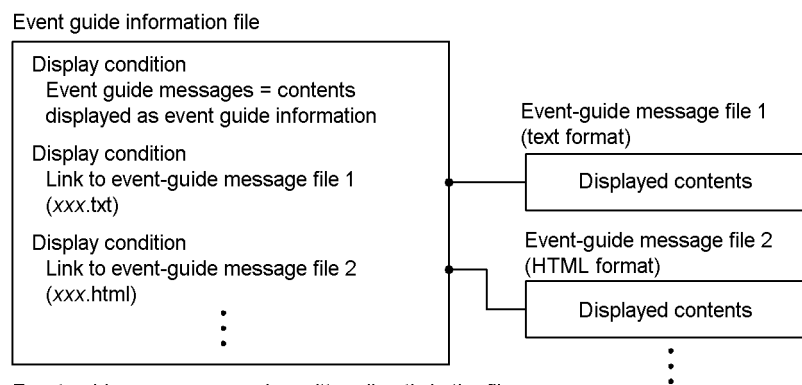 Event guide information file
Display condition
Event guide messages = contents
displayed as event guide information
Display condition
Link to event-guide message file 1
(xxx.txt)
Display condition
Link to event-guide message file 2
(xxx.html)
Event-guide message file 1
(text format)
Displayed contents
Event-guide message file 2
(HTML format)
Displayed contents